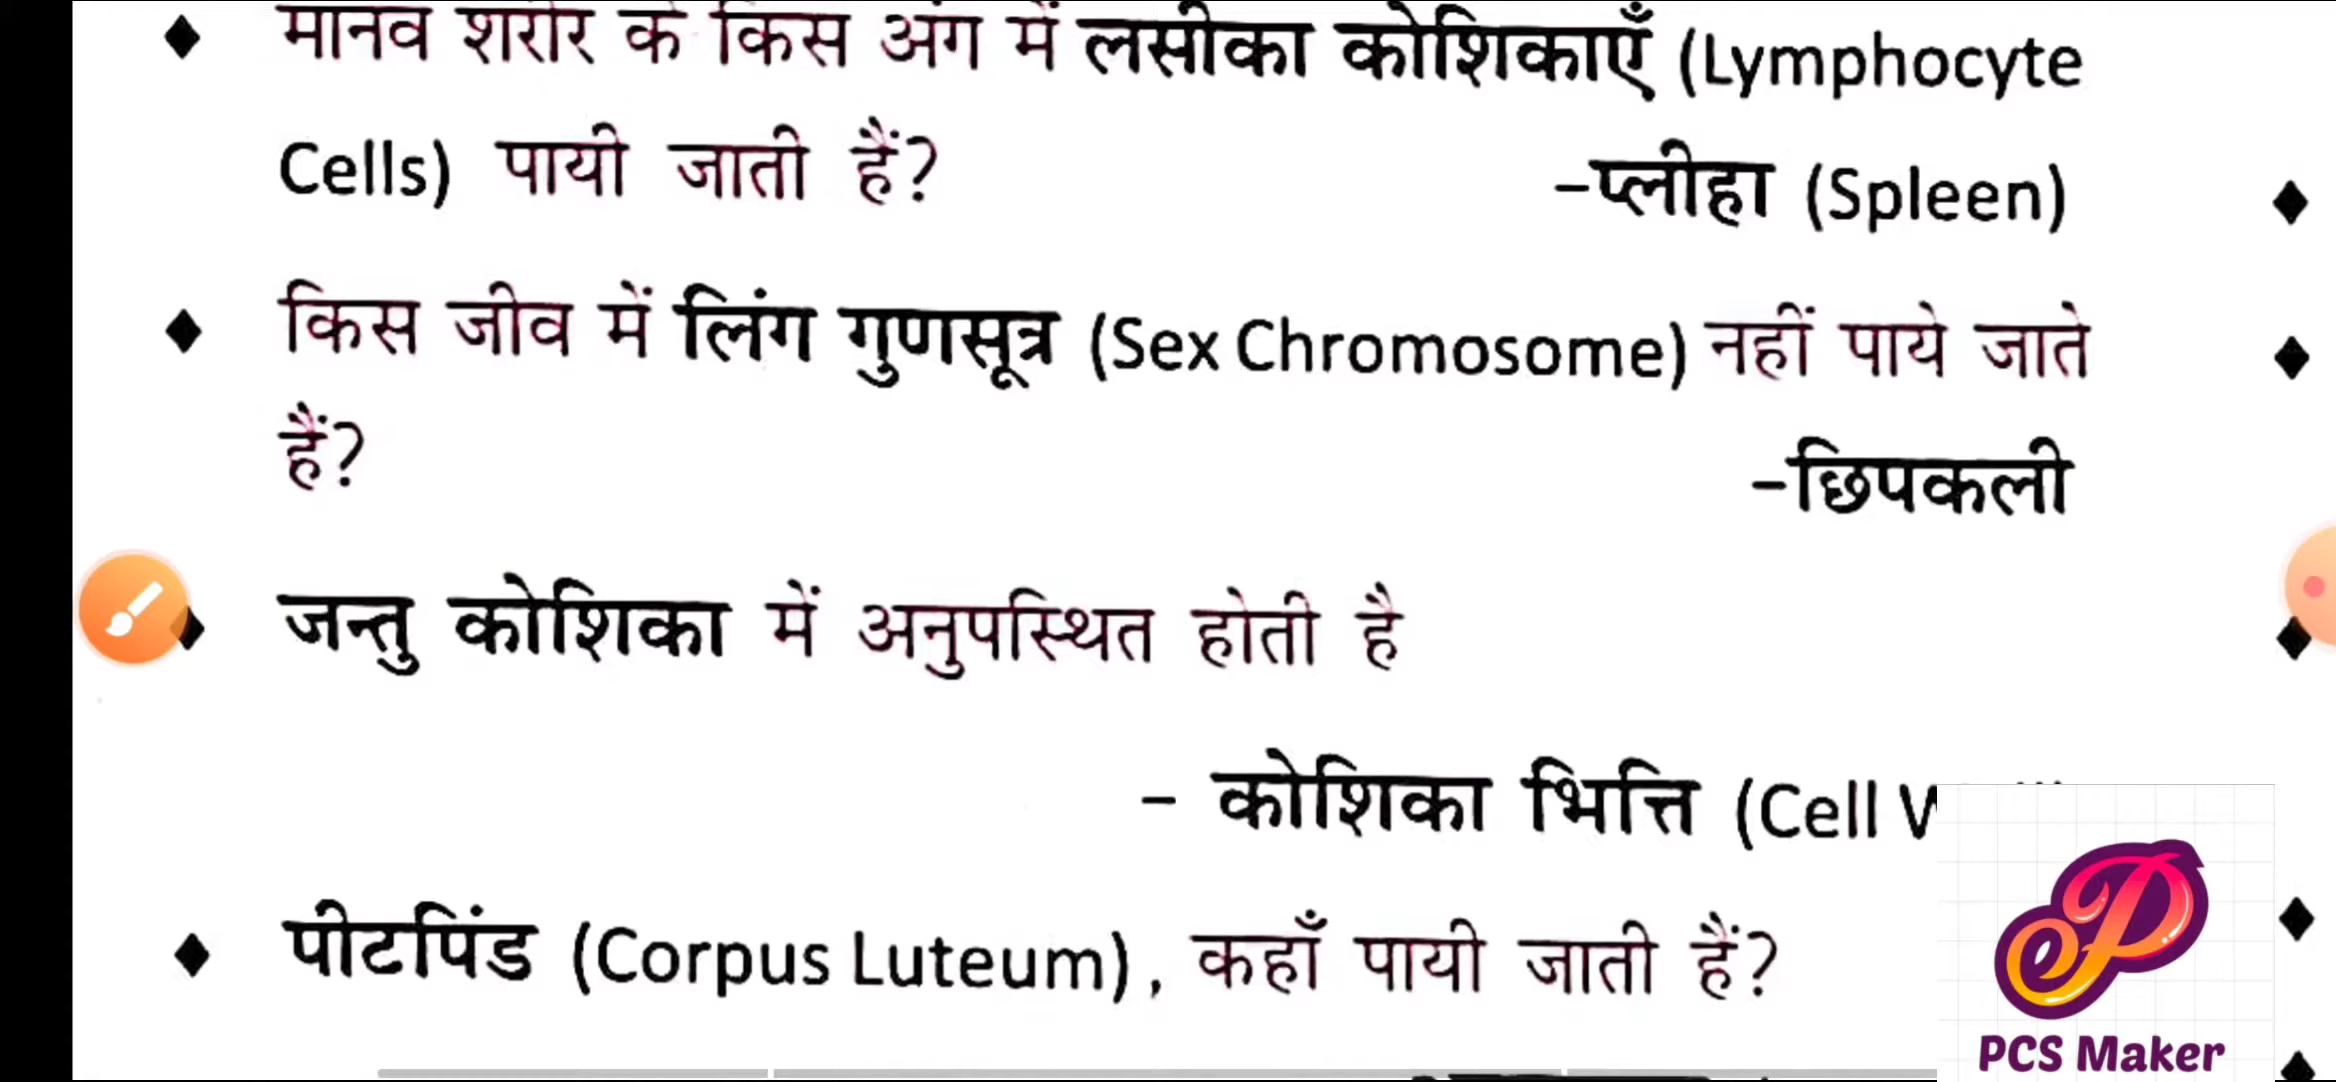 मानव शरीर के किस अंग में लसीका कोशिकाएँ (Lymphocyte
Cells) पायी जाती हैं? –प्लीहा (Spleen)
किस जीव में लिंग गुणसूत्र (Sex Chromosome) नहीं पाये जाते
हैं? –छिपकली
जन्तु कोशिका में अनुपस्थित होती है
– कोशिका भित्ति (Cell
पीटपिंड (Corpus Luteum), कहाँ पायी जाती हैं?
PCS Maker